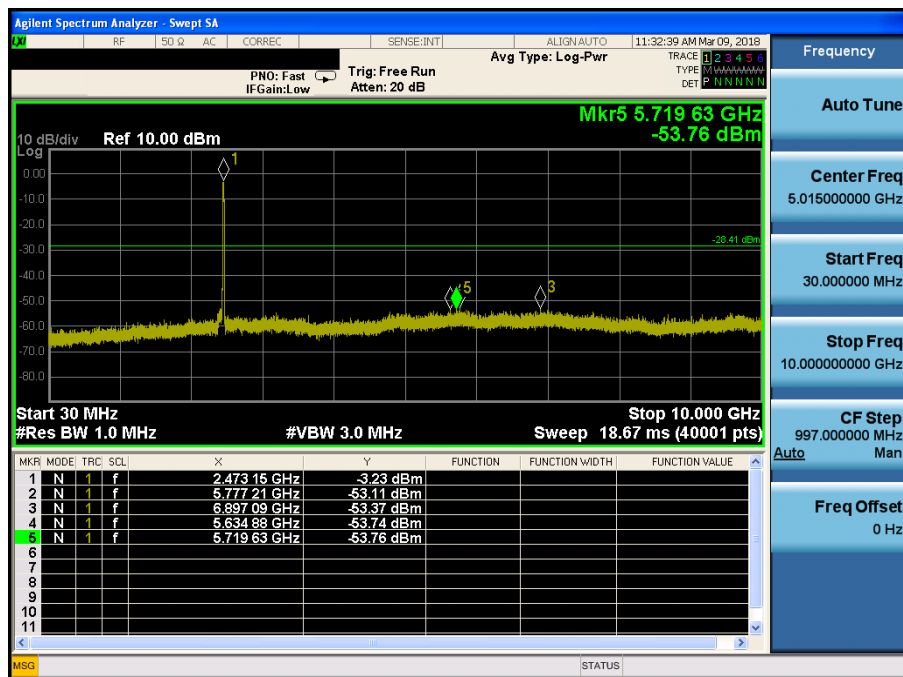 Agilent Spectrum Analyzer - Swept SA
LXI RF 50 Ω AC CORREC SENSE:INT ALIGN AUTO 11:32:39 AM Mar 09, 2018
PNO: Fast
IFGain:Low
Trig: Free Run
Atten: 20 dB
Avg Type: Log-Pwr
TRACE 1 2 3 4 5 6
TYPE M WWWWW
DET P N N N N N
Mkr5 5.719 63 GHz
-53.76 dBm
10 dB/div Ref 10.00 dBm
Log
0.00
-10.0
-20.0
-30.0
-40.0
-50.0
-60.0
-70.0
-80.0
1
-28.41 dBm
5
3
Start 30 MHz Stop 10.000 GHz
#Res BW 1.0 MHz #VBW 3.0 MHz Sweep 18.67 ms (40001 pts)
MKR MODE TRC SCL X Y FUNCTION FUNCTION WIDTH FUNCTION VALUE
1 N 1 f 2.473 15 GHz -3.23 dBm
2 N 1 f 5.777 21 GHz -53.11 dBm
3 N 1 f 6.897 09 GHz -53.37 dBm
4 N 1 f 5.634 88 GHz -53.74 dBm
5 N 1 f 5.719 63 GHz -53.76 dBm
6
7
8
9
10
11
MSG STATUS
Frequency
Auto Tune
Center Freq
5.015000000 GHz
Start Freq
30.000000 MHz
Stop Freq
10.000000000 GHz
CF Step
997.000000 MHz
Auto Man
Freq Offset
0 Hz